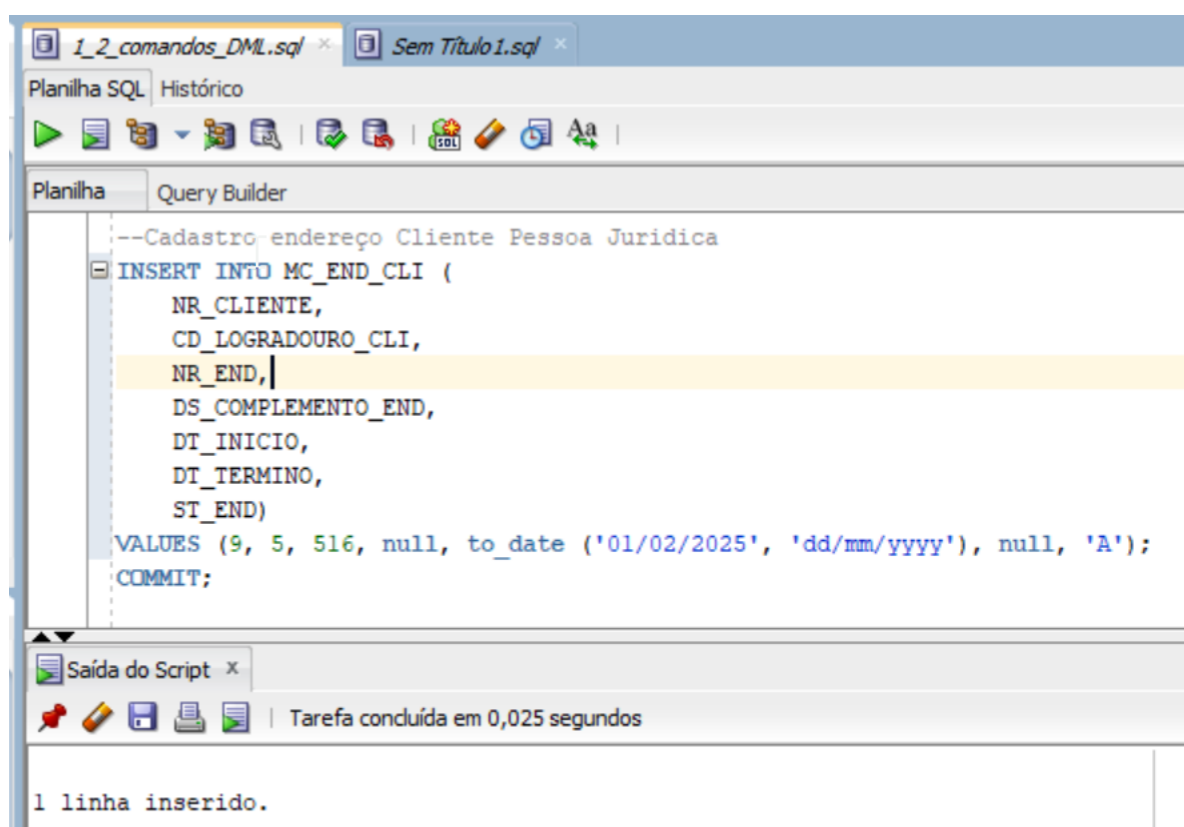 1_2_comandos_DML.sql × Sem Título1.sql ×
Planilha SQL Histórico
SQL Aa
Planilha Query Builder
--Cadastro endereço Cliente Pessoa Juridica
INSERT INTO MC_END_CLI (
NR_CLIENTE,
CD_LOGRADOURO_CLI,
NR_END,
DS_COMPLEMENTO_END,
DT_INICIO,
DT_TERMINO,
ST_END)
VALUES (9, 5, 516, null, to_date ('01/02/2025', 'dd/mm/yyyy'), null, 'A');
COMMIT;
Saída do Script ×
Tarefa concluída em 0,025 segundos
1 linha inserido.